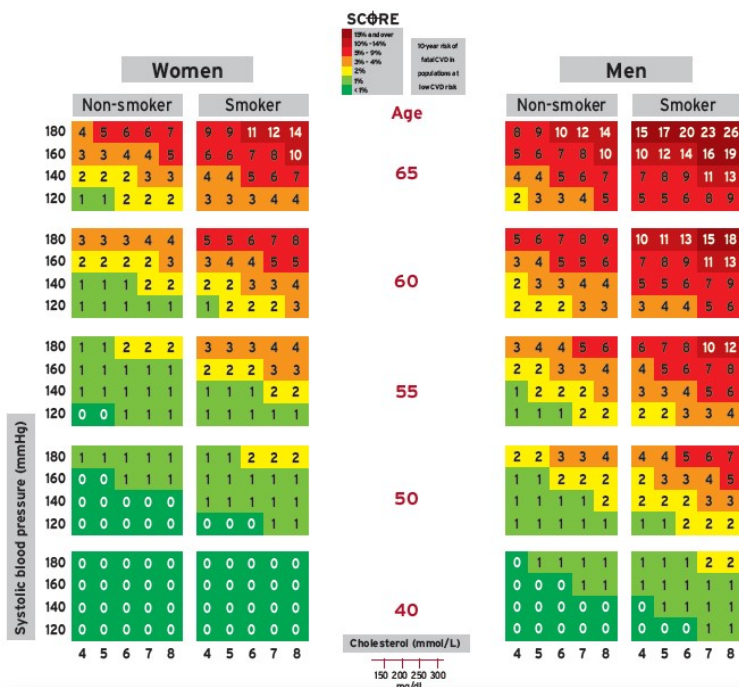 SCORE
15% and over
10% - 14%
5% - 9%
3% - 4%
2%
1%
< 1%
10-year risk of
fatal CVD in
populations at
low CVD risk
Women
Men
Non-smoker Smoker Age Non-smoker Smoker
180 4 5 6 6 7 9 9 11 12 14 8 9 10 12 14 15 17 20 23 26
160 3 3 4 4 5 6 6 7 8 10 5 6 7 8 10 10 12 14 16 19
65
140 2 2 2 3 3 4 4 5 6 7 4 4 5 6 7 7 8 9 11 13
120 1 1 2 2 2 3 3 3 4 4 2 3 3 4 5 5 5 6 8 9
180 3 3 3 4 4 5 5 6 7 8 5 6 7 8 9 10 11 13 15 18
160 2 2 2 2 3 3 4 4 5 5 3 4 5 5 6 7 8 9 11 13
60
140 1 1 1 2 2 2 2 3 3 4 2 3 3 4 4 5 5 6 7 9
120 1 1 1 1 1 1 2 2 2 3 2 2 2 3 3 3 4 4 5 6
180 1 1 2 2 2 3 3 3 4 4 3 4 4 5 6 6 7 8 10 12
160 1 1 1 1 1 2 2 2 3 3 2 2 3 3 4 4 5 6 7 8
55
140 1 1 1 1 1 1 1 1 2 2 1 2 2 2 3 3 3 4 5 6
120 0 0 1 1 1 1 1 1 1 1 1 1 1 2 2 2 2 3 3 4
180 1 1 1 1 1 1 1 2 2 2 2 2 3 3 4 4 4 5 6 7
160 0 0 1 1 1 1 1 1 1 1 1 1 2 2 2 2 3 3 4 5
50
140 0 0 0 0 0 1 1 1 1 1 1 1 1 1 2 2 2 2 3 3
120 0 0 0 0 0 0 0 0 1 1 1 1 1 1 1 1 1 2 2 2
180 0 0 0 0 0 0 0 0 0 0 0 1 1 1 1 1 1 1 2 2
160 0 0 0 0 0 0 0 0 0 0 0 0 0 1 1 1 1 1 1 1
40
140 0 0 0 0 0 0 0 0 0 0 0 0 0 0 0 0 1 1 1 1
120 0 0 0 0 0 0 0 0 0 0 0 0 0 0 0 0 0 0 1 1
4 5 6 7 8 4 5 6 7 8 4 5 6 7 8 4 5 6 7 8
Systolic blood pressure (mmHg)
Cholesterol (mmol/L)
150 200 250 300
mg/dl